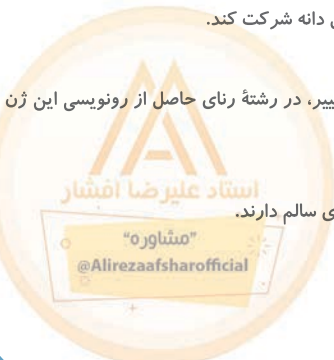 دانه شرکت کند.
ییر، در رشتهٔ رنای حاصل از رونویسی این ژن
ی سالم دارند.
استاد علیرضا افشار
"مشاوره"
@Alirezaafsharofficial